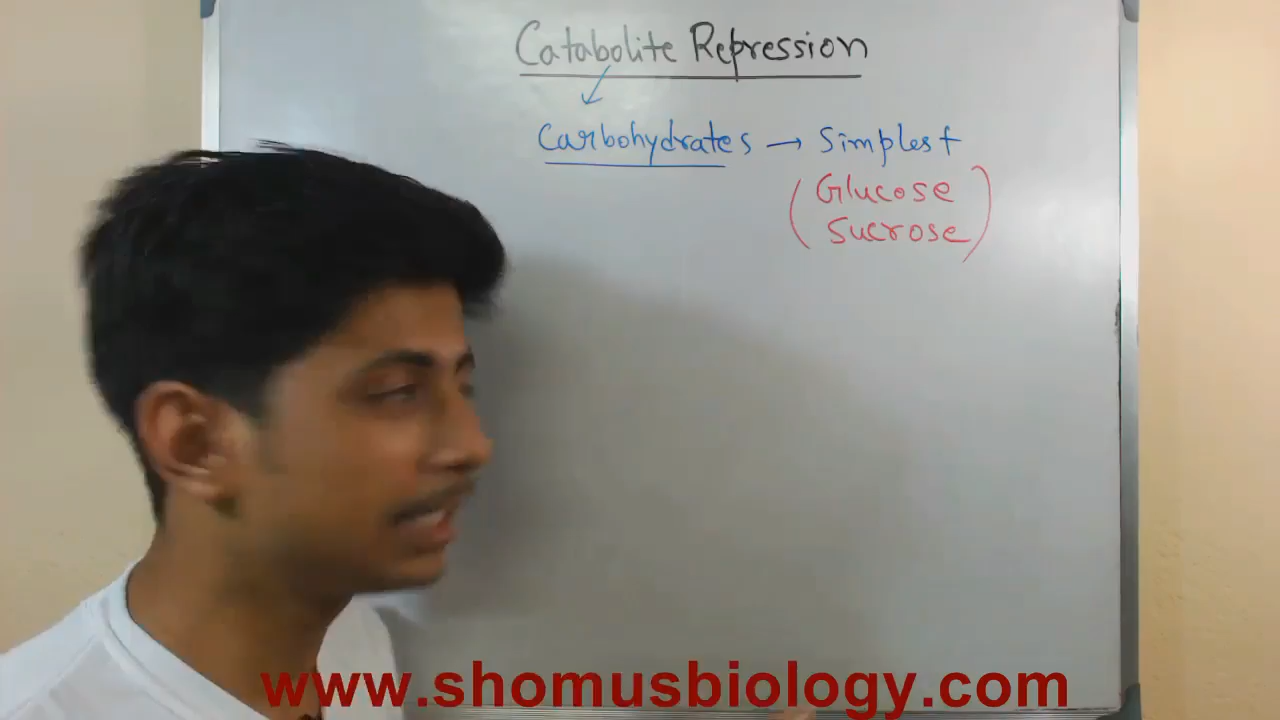 Catabolite Repression
Carbohydrates → Simplest
(Glucose
Sucrose)
www.shomusbiology.com